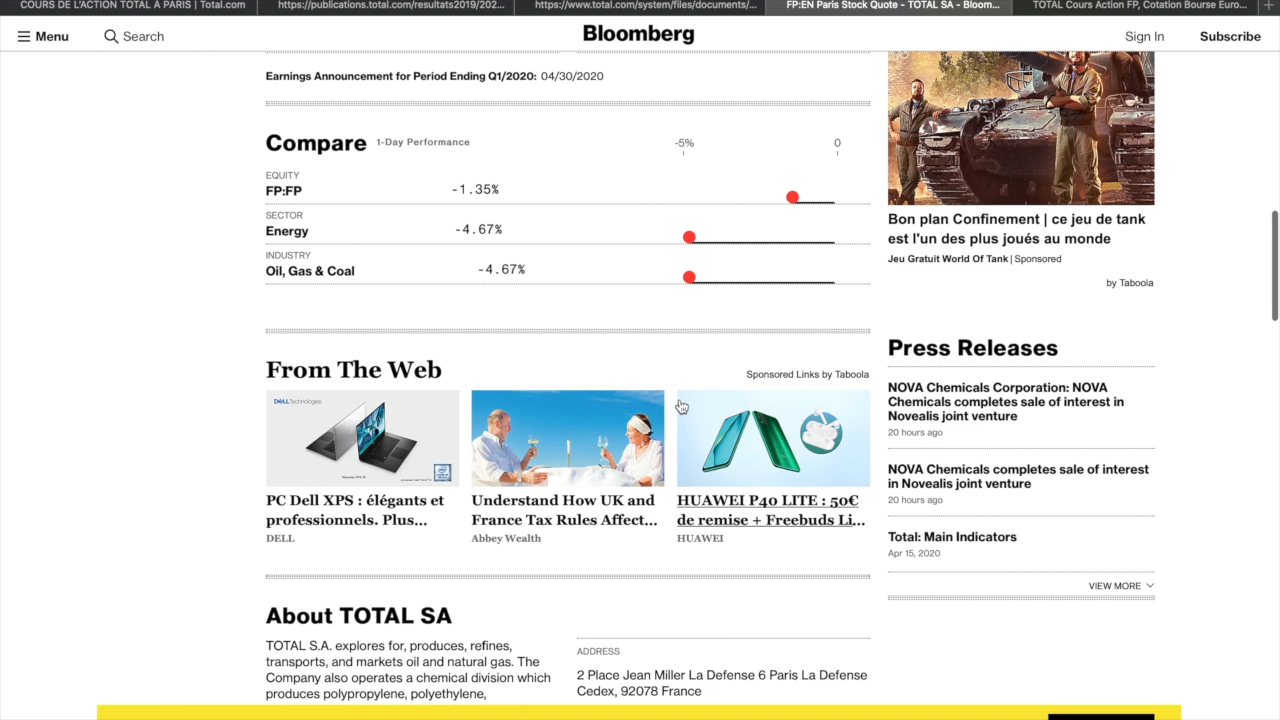 COURS DE L'ACTION TOTAL À PARIS | Total.com
https://publications.total.com/resultats2019/202...
https://www.total.com/system/files/documents/...
FP:EN Paris Stock Quote - TOTAL SA - Bloom...
TOTAL Cours Action FP, Cotation Bourse Euro...
Menu
Search
Bloomberg
Sign In
Subscribe
Earnings Announcement for Period Ending Q1/2020: 04/30/2020
Compare 1-Day Performance
-5%
0
EQUITY
FP:FP
-1.35%
SECTOR
Energy
-4.67%
INDUSTRY
Oil, Gas & Coal
-4.67%
From The Web
Sponsored Links by Taboola
DELL Technologies
PC Dell XPS : élégants et
professionnels. Plus...
DELL
Understand How UK and
France Tax Rules Affect...
Abbey Wealth
HUAWEI P40 LITE : 50€
de remise + Freebuds Li...
HUAWEI
About TOTAL SA
TOTAL S.A. explores for, produces, refines,
transports, and markets oil and natural gas. The
Company also operates a chemical division which
produces polypropylene, polyethylene,
ADDRESS
2 Place Jean Miller La Defense 6 Paris La Defense
Cedex, 92078 France
Bon plan Confinement | ce jeu de tank
est l'un des plus joués au monde
Jeu Gratuit World Of Tank | Sponsored
by Taboola
Press Releases
NOVA Chemicals Corporation: NOVA
Chemicals completes sale of interest in
Novealis joint venture
20 hours ago
NOVA Chemicals completes sale of interest
in Novealis joint venture
20 hours ago
Total: Main Indicators
Apr 15, 2020
VIEW MORE